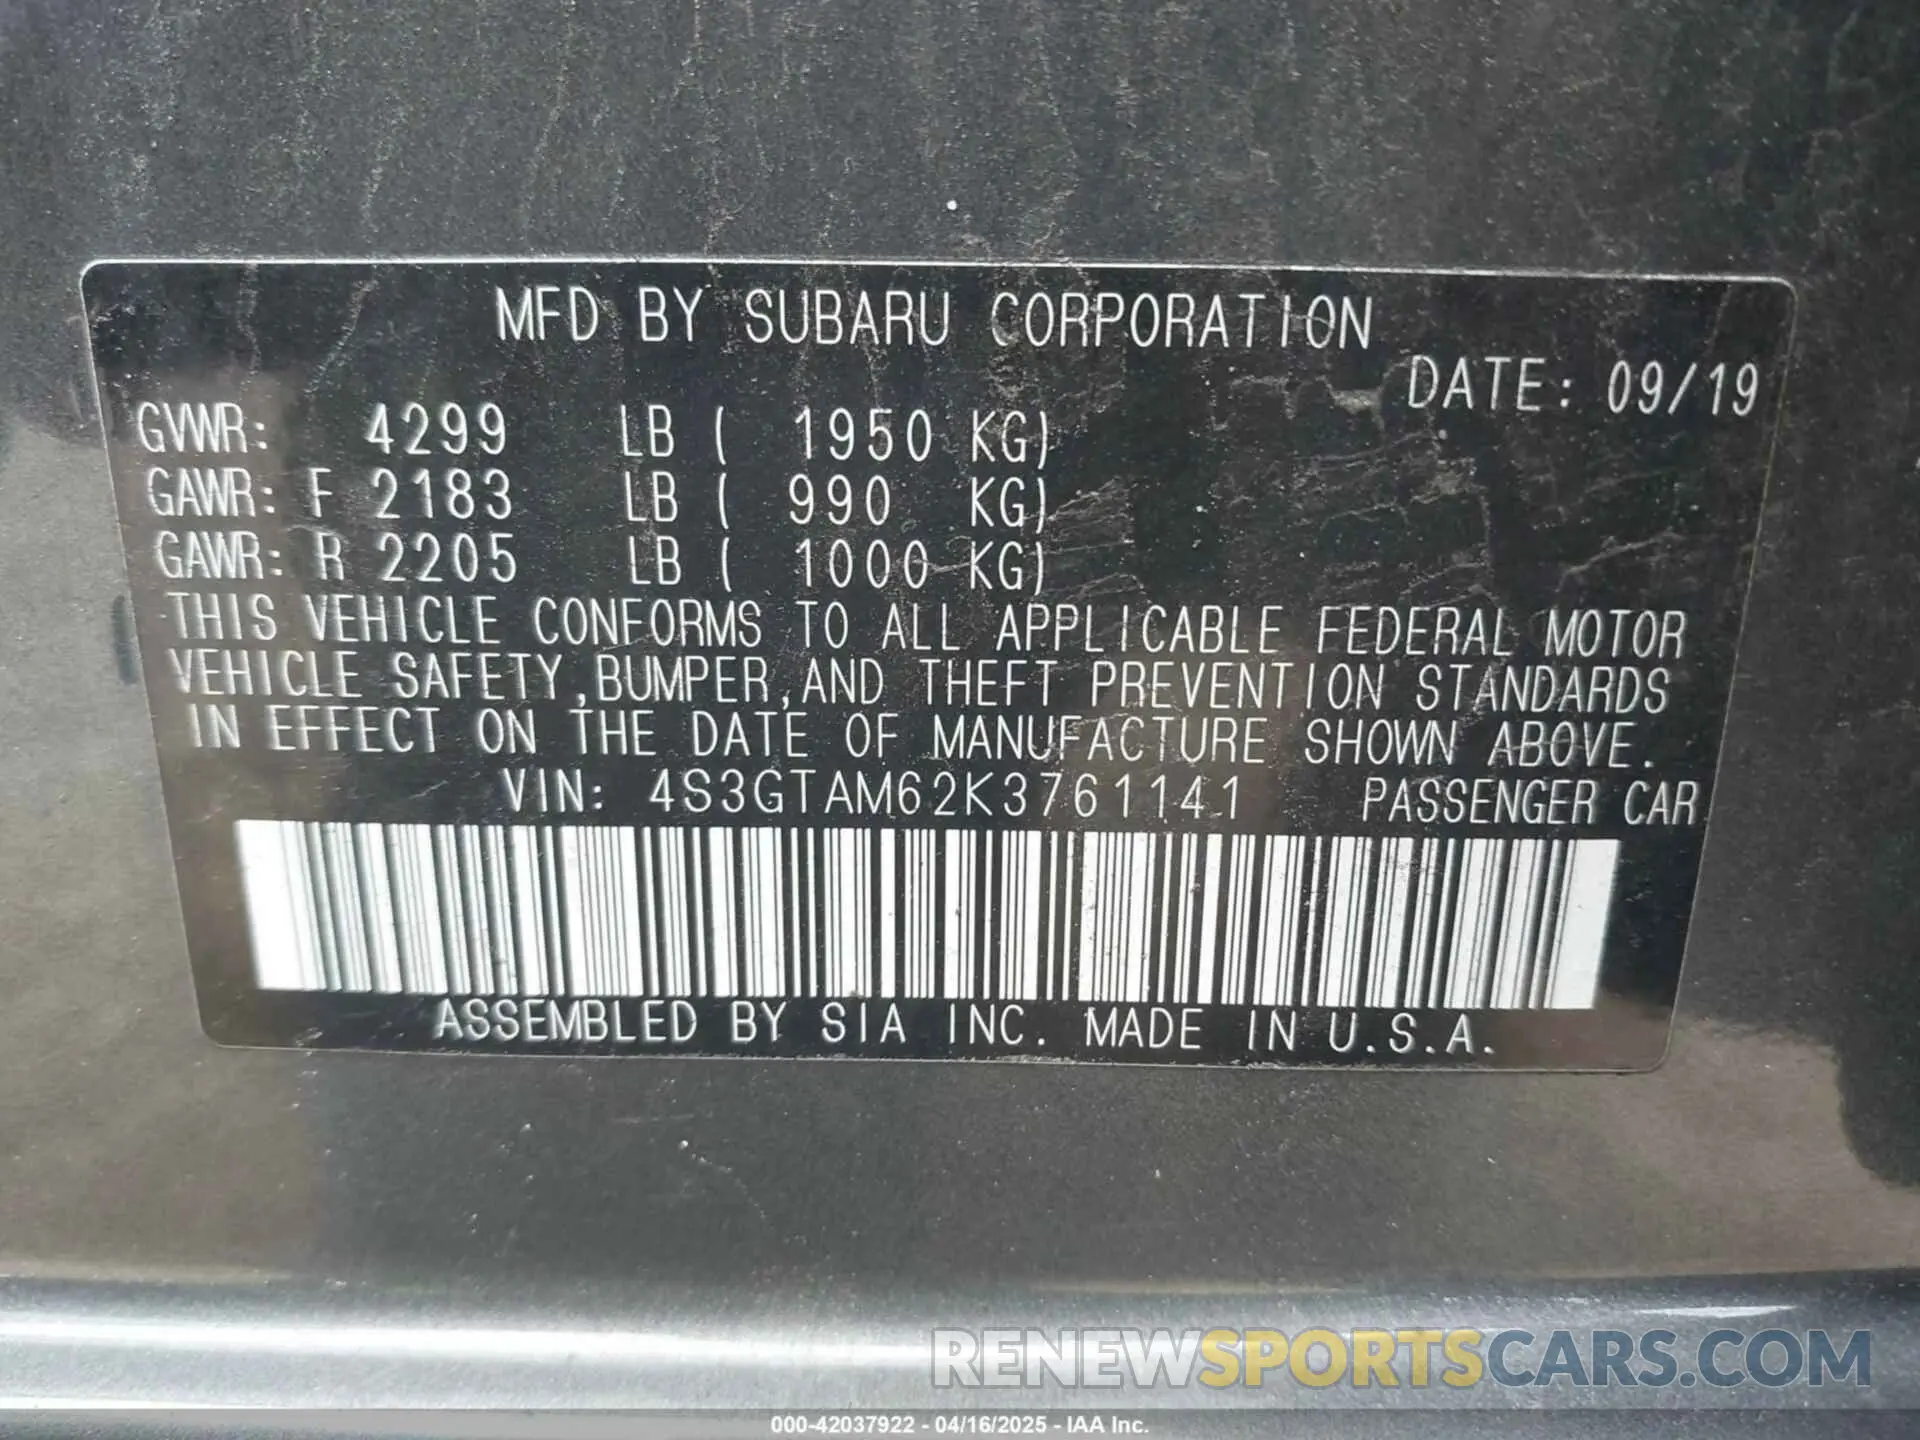 MFD BY SUBARU CORPORATION
DATE: 09/19
GVWR: 4299 LB ( 1950 KG)
GAWR: F 2183 LB ( 990 KG)
GAWR: R 2205 LB ( 1000 KG)
THIS VEHICLE CONFORMS TO ALL APPLICABLE FEDERAL MOTOR
VEHICLE SAFETY,BUMPER,AND THEFT PREVENTION STANDARDS
IN EFFECT ON THE DATE OF MANUFACTURE SHOWN ABOVE.
VIN: 4S3GTAM62K3761141 PASSENGER CAR
ASSEMBLED BY SIA INC. MADE IN U.S.A.
RENEWSPORTSCARS.COM
000-42037922 - 04/16/2025 - IAA Inc.